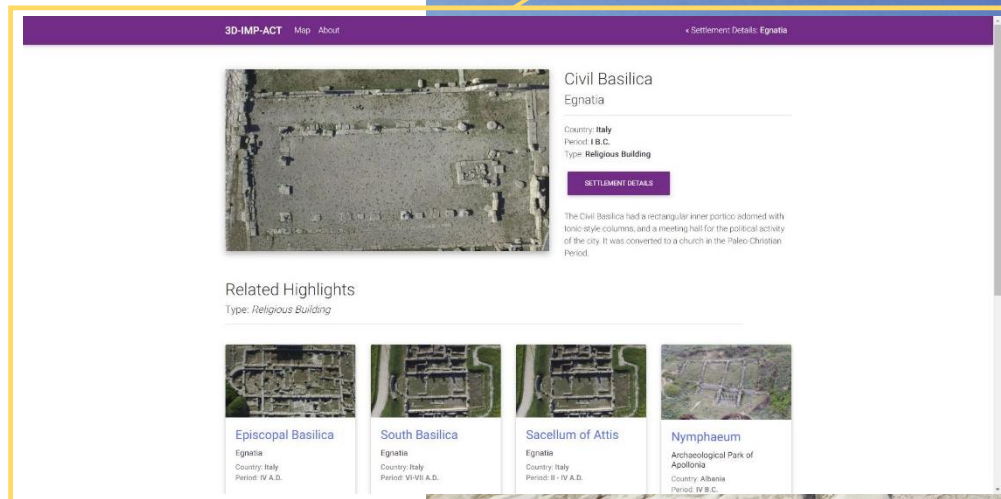 3D-IMP-ACT Map About « Settlement Details: Egnatia
Civil Basilica
Egnatia
Country: Italy
Period: I B.C.
Type: Religious Building
SETTLEMENT DETAILS
The Civil Basilica had a rectangular inner portico adorned with
Ionic-style columns, and a meeting hall for the political activity
of the city. It was converted to a church in the Paleo-Christian
Period.
Related Highlights
Type: Religious Building
Episcopal Basilica
Egnatia
Country: Italy
Period: IV A.D.
South Basilica
Egnatia
Country: Italy
Period: VI-VII A.D.
Sacellum of Attis
Egnatia
Country: Italy
Period: II - IV A.D.
Nymphaeum
Archaeological Park of
Apollonia
Country: Albania
Period: IV B.C.